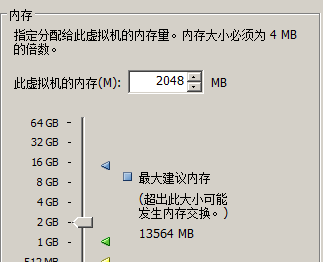 内存
指定分配给此虚拟机的内存量。内存大小必须为 4 MB
的倍数。
此虚拟机的内存(M): 2048 MB
64 GB
32 GB
16 GB
8 GB
4 GB
2 GB
1 GB
512 MB
最大建议内存
(超出此大小可能
发生内存交换。)
13564 MB